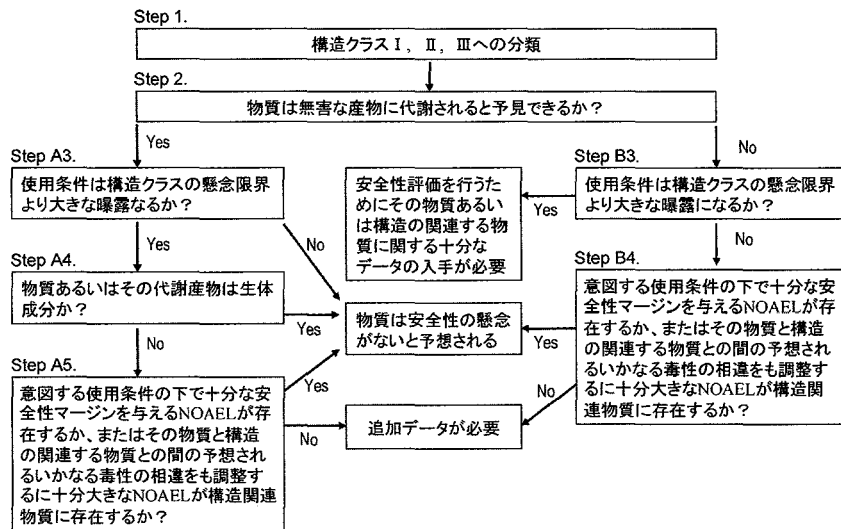 Step 1.
構造クラスⅠ, Ⅱ, Ⅲへの分類
Step 2.
物質は無害な産物に代謝されると予見できるか?
Yes
No
Step A3.
使用条件は構造クラスの懸念限界
より大きな曝露なるか?
Yes
No
Step A4.
物質あるいはその代謝産物は生体
成分か?
Yes
No
Step A5.
意図する使用条件の下で十分な安
全性マージンを与えるNOAELが存
在するか、またはその物質と構造
の関連する物質との間の予想され
るいかなる毒性の相違をも調整す
るに十分大きなNOAELが構造関連
物質に存在するか?
Yes
No
安全性評価を行うた
めにその物質あるい
は構造の関連する物
質に関する十分な
データの入手が必要
物質は安全性の懸念
がないと予想される
追加データが必要
Step B3.
使用条件は構造クラスの懸念限界
より大きな曝露になるか?
Yes
No
Step B4.
意図する使用条件の下で十分な安
全性マージンを与えるNOAELが存
在するか、またはその物質と構造
の関連する物質との間の予想され
るいかなる毒性の相違をも調整す
るに十分大きなNOAELが構造関
連物質に存在するか?
Yes
No